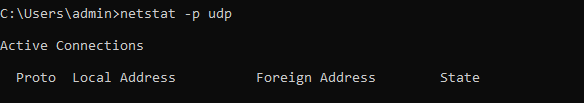 C:\Users\admin>netstat -p udp
Active Connections
Proto  Local Address          Foreign Address        State